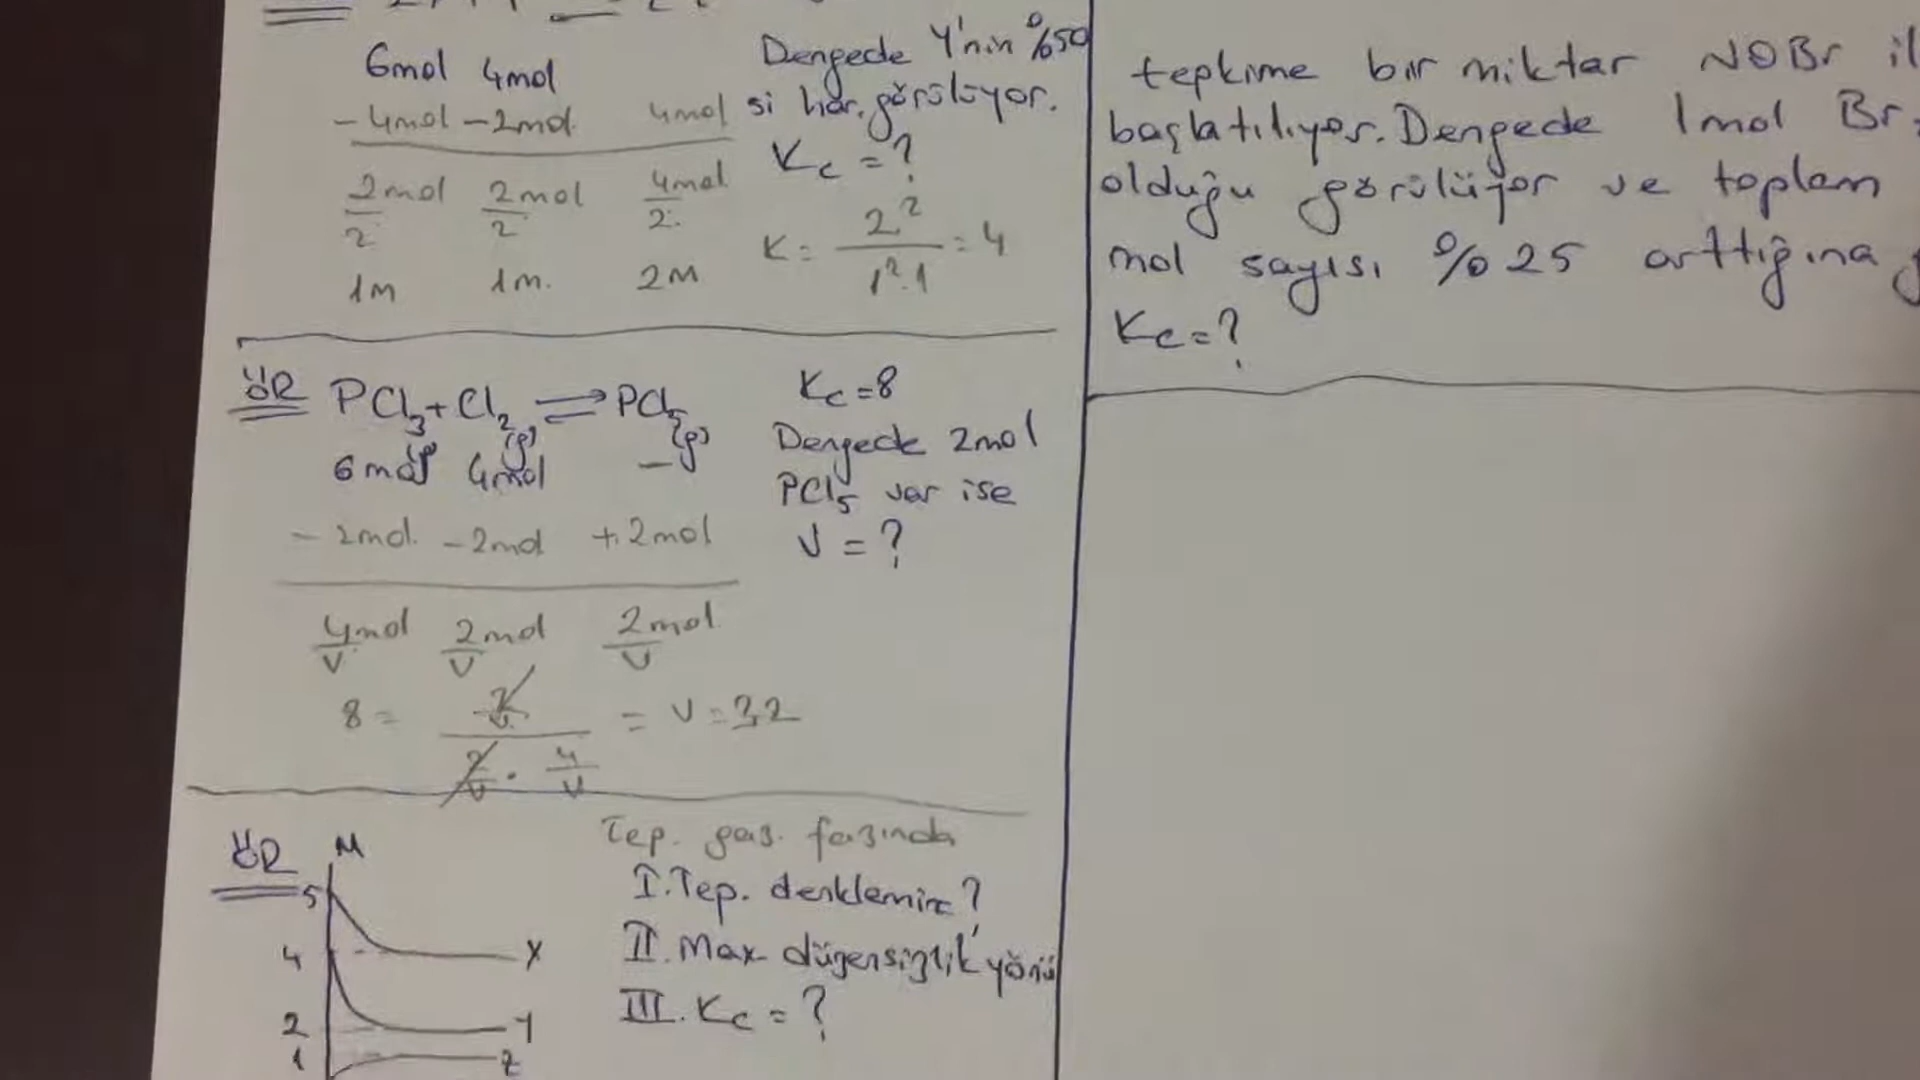 6mol 4mol
-4mol -2mol 4mol
2mol/2 2mol/2 4mol/2
1M 1M. 2M
Dengede Y'nin %50
si har. görülüyor.
Kc = ?
K = 2²/1².1 = 4
ÖR PCl3(g) + Cl2(g) ⇌ PCl5(g)
6mol 4mol -
-2mol -2mol +2mol
4mol/V 2mol/V 2mol/V
8 = 2/V / 2/V . 4/V = V = 32
Kc = 8
Dengede 2mol
PCl5 var ise
V = ?
ÖR M
5
4 X
2 Y
1 Z
Tep. gaz. fazında
I. Tep. denklemi?
II. Max düzensizlik yönü
III. Kc = ?
tepkime bir miktar NOBr
başlatılıyor. Dengede 1mol
olduğu görülüyor ve toplam
mol sayısı %25 arttığına
Kc = ?